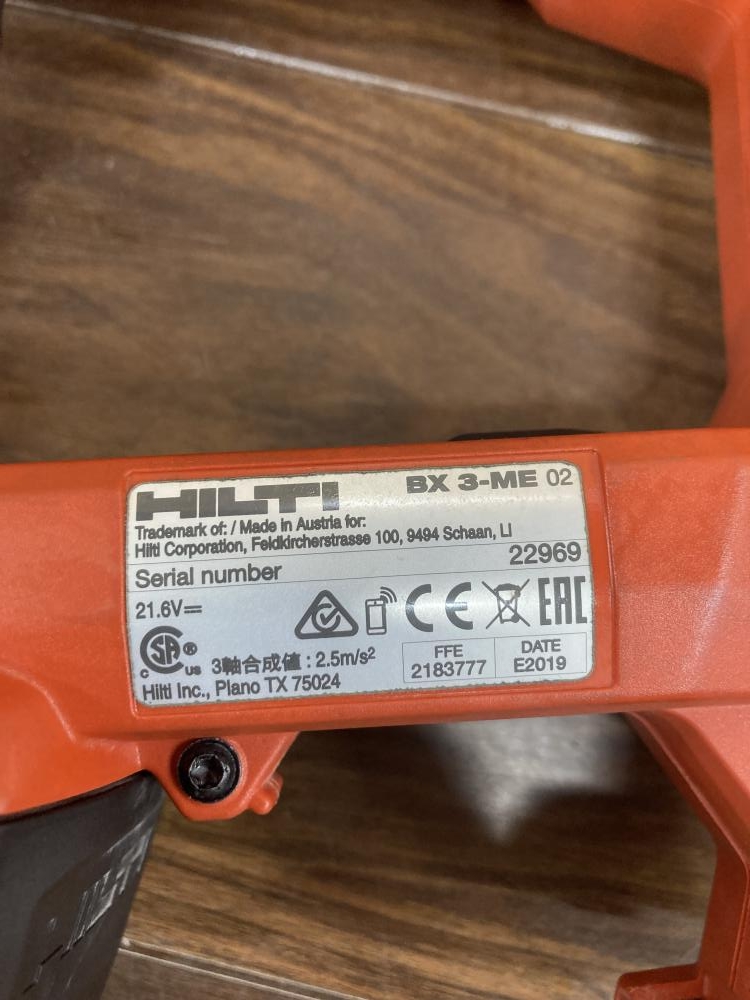 HILTI BX 3-ME 02
Trademark of: / Made in Austria for:
Hilti Corporation, Feldkircherstrasse 100, 9494 Schaan, LI
Serial number 22969
21.6V⎓
CE EAC
CSA ® C US
3軸合成値 : 2.5m/s²
FFE 2183777
DATE E2019
Hilti Inc., Plano TX 75024